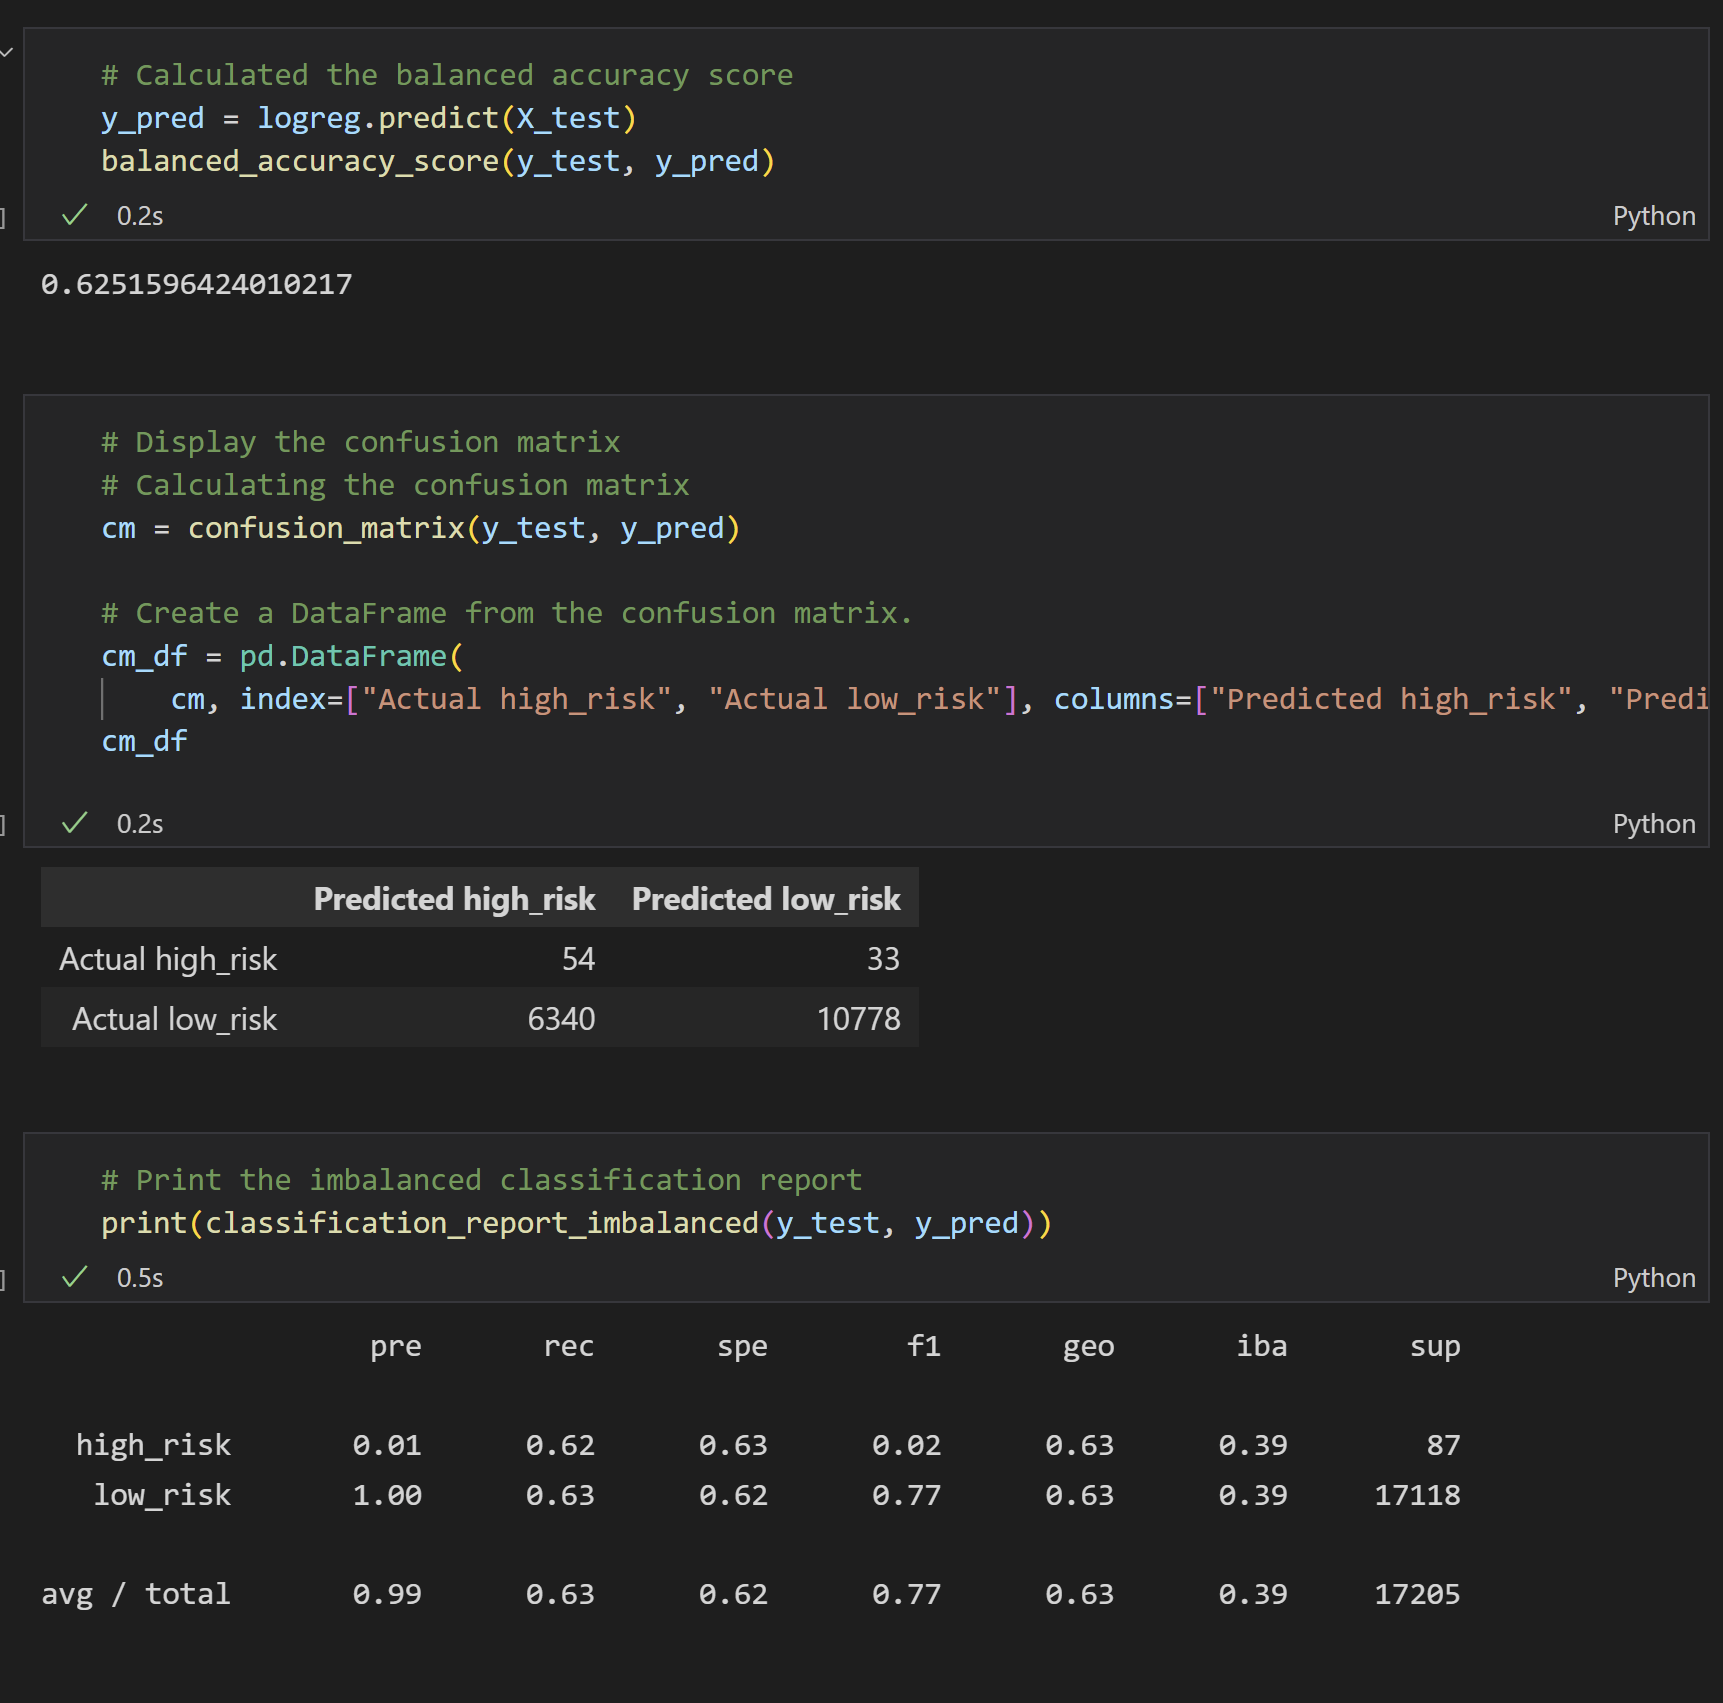 # Calculated the balanced accuracy score
y_pred = logreg.predict(X_test)
balanced_accuracy_score(y_test, y_pred)
0.2s Python
0.6251596424010217
# Display the confusion matrix
# Calculating the confusion matrix
cm = confusion_matrix(y_test, y_pred)
# Create a DataFrame from the confusion matrix.
cm_df = pd.DataFrame(
cm, index=["Actual high_risk", "Actual low_risk"], columns=["Predicted high_risk", "Predi
cm_df
0.2s Python
Predicted high_risk Predicted low_risk
Actual high_risk 54 33
Actual low_risk 6340 10778
# Print the imbalanced classification report
print(classification_report_imbalanced(y_test, y_pred))
0.5s Python
pre rec spe f1 geo iba sup
high_risk 0.01 0.62 0.63 0.02 0.63 0.39 87
low_risk 1.00 0.63 0.62 0.77 0.63 0.39 17118
avg / total 0.99 0.63 0.62 0.77 0.63 0.39 17205